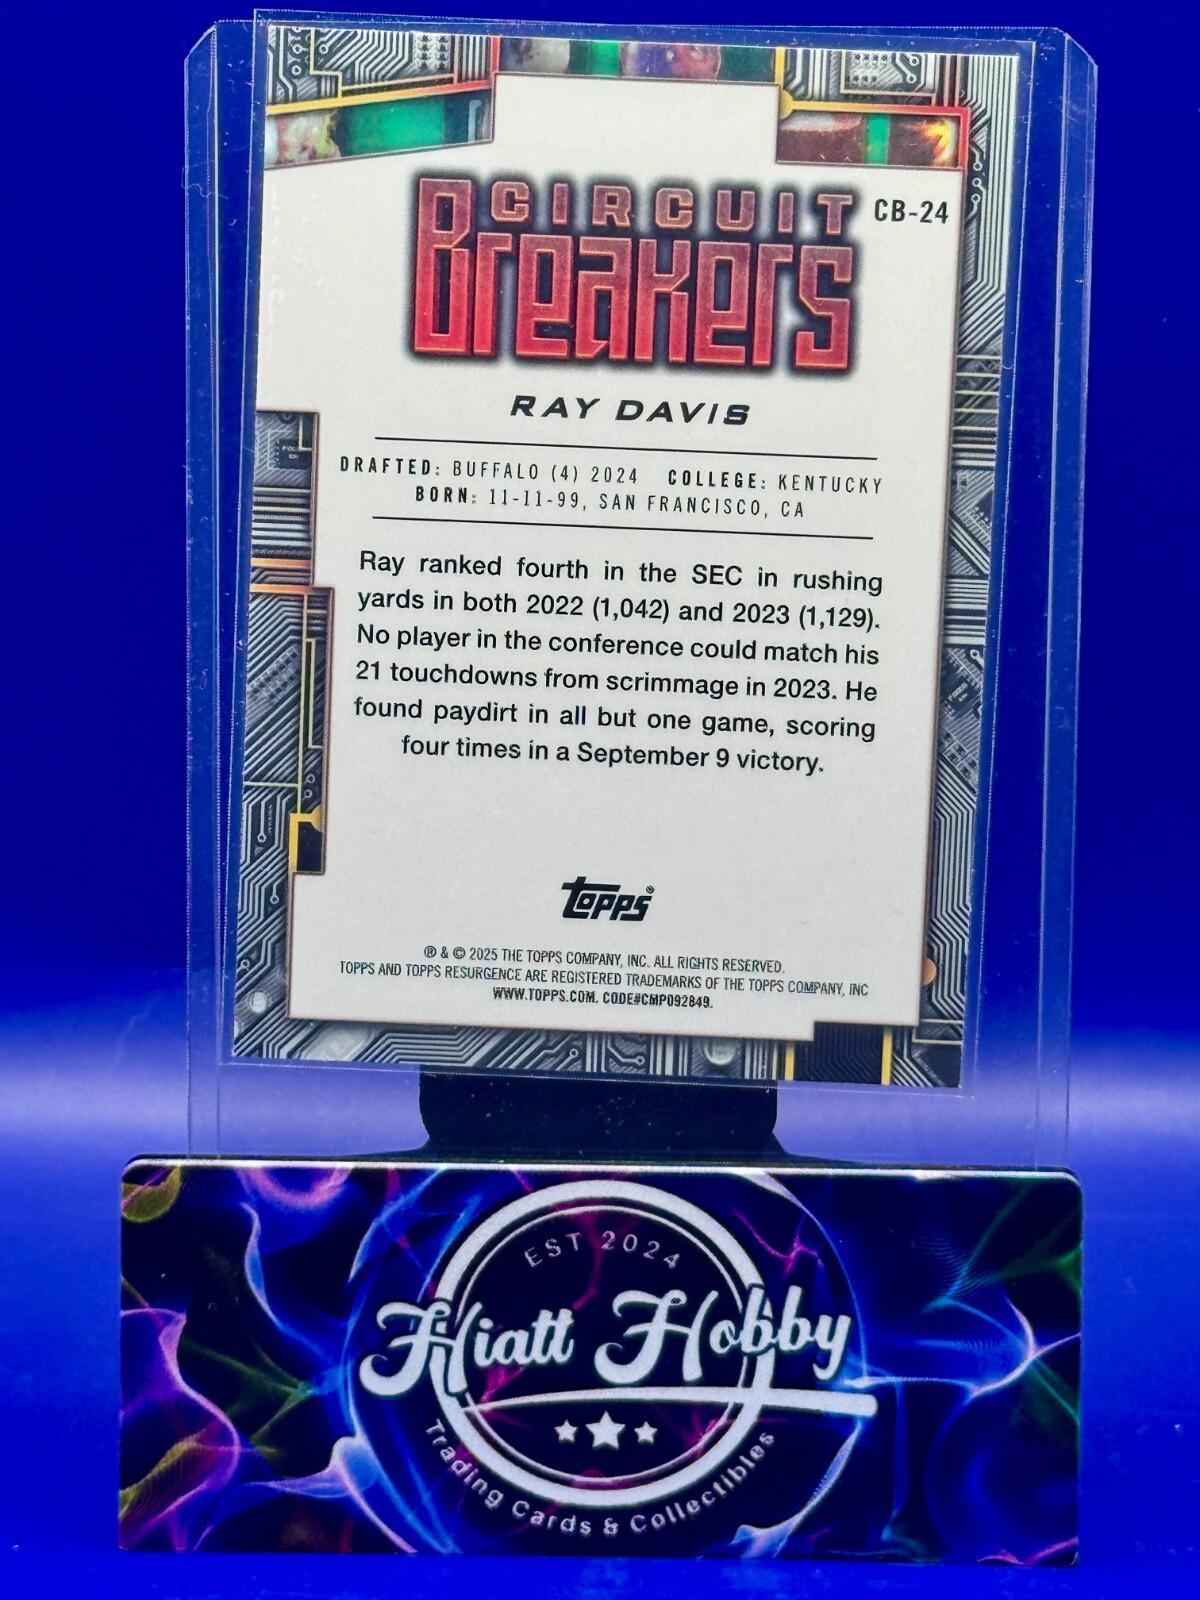 CIRCUIT
BREAKERS
CB-24
RAY DAVIS
DRAFTED: BUFFALO (4) 2024 COLLEGE: KENTUCKY
BORN: 11-11-99, SAN FRANCISCO, CA
Ray ranked fourth in the SEC in rushing
yards in both 2022 (1,042) and 2023 (1,129).
No player in the conference could match his
21 touchdowns from scrimmage in 2023. He
found paydirt in all but one game, scoring
four times in a September 9 victory.
topps®
® & © 2025 THE TOPPS COMPANY, INC. ALL RIGHTS RESERVED.
TOPPS AND TOPPS RESURGENCE ARE REGISTERED TRADEMARKS OF THE TOPPS COMPANY, INC
WWW.TOPPS.COM. CODE#CMP092849.
EST 2024
Hiatt Hobby
Trading Cards & Collectibles